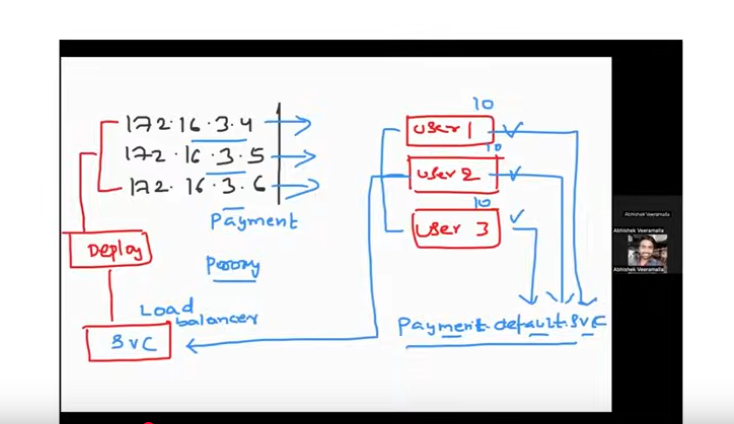 172.16.3.4
172.16.3.5
172.16.3.6
Payment
Deploy
Proxy
Load
balancer
SVC
10
user 1
10
user 2
10
user 3
Payment.default.svc
Abhishek Veeramalla
Abhishek Veeramalla
Abhishek Veeramalla